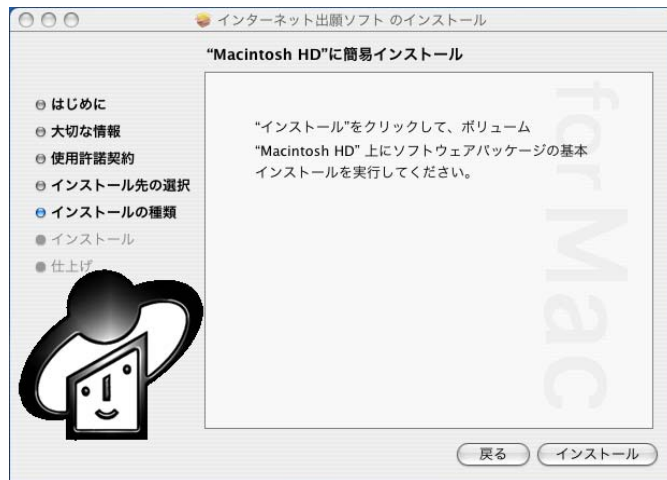 インターネット出願ソフト のインストール
“Macintosh HD”に簡易インストール
はじめに
大切な情報
使用許諾契約
インストール先の選択
インストールの種類
インストール
仕上げ
“インストール”をクリックして、ボリューム
“Macintosh HD” 上にソフトウェアパッケージの基本
インストールを実行してください。
for Mac
戻る
インストール